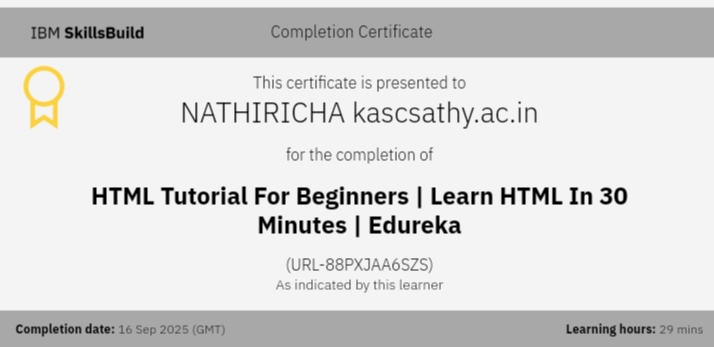 IBM SkillsBuild
Completion Certificate
This certificate is presented to
NATHIRICHA kascsathy.ac.in
for the completion of
HTML Tutorial For Beginners | Learn HTML In 30
Minutes | Edureka
(URL-88PXJAA6SZS)
As indicated by this learner
Completion date: 16 Sep 2025 (GMT)
Learning hours: 29 mins